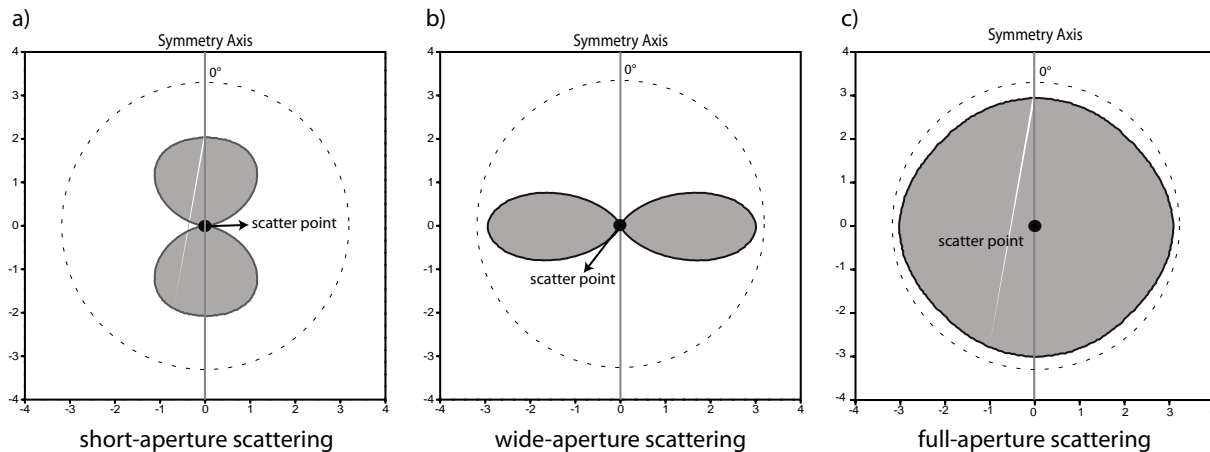 a)
Symmetry Axis
0°
4
3
2
1
0
-1
-2
-3
-4
scatter point
-4 -3 -2 -1 0 1 2 3 4
short-aperture scattering
b)
Symmetry Axis
0°
4
3
2
1
0
-1
-2
-3
-4
scatter point
-4 -3 -2 -1 0 1 2 3 4
wide-aperture scattering
c)
Symmetry Axis
0°
4
3
2
1
0
-1
-2
-3
-4
scatter point
-4 -3 -2 -1 0 1 2 3
full-aperture scattering